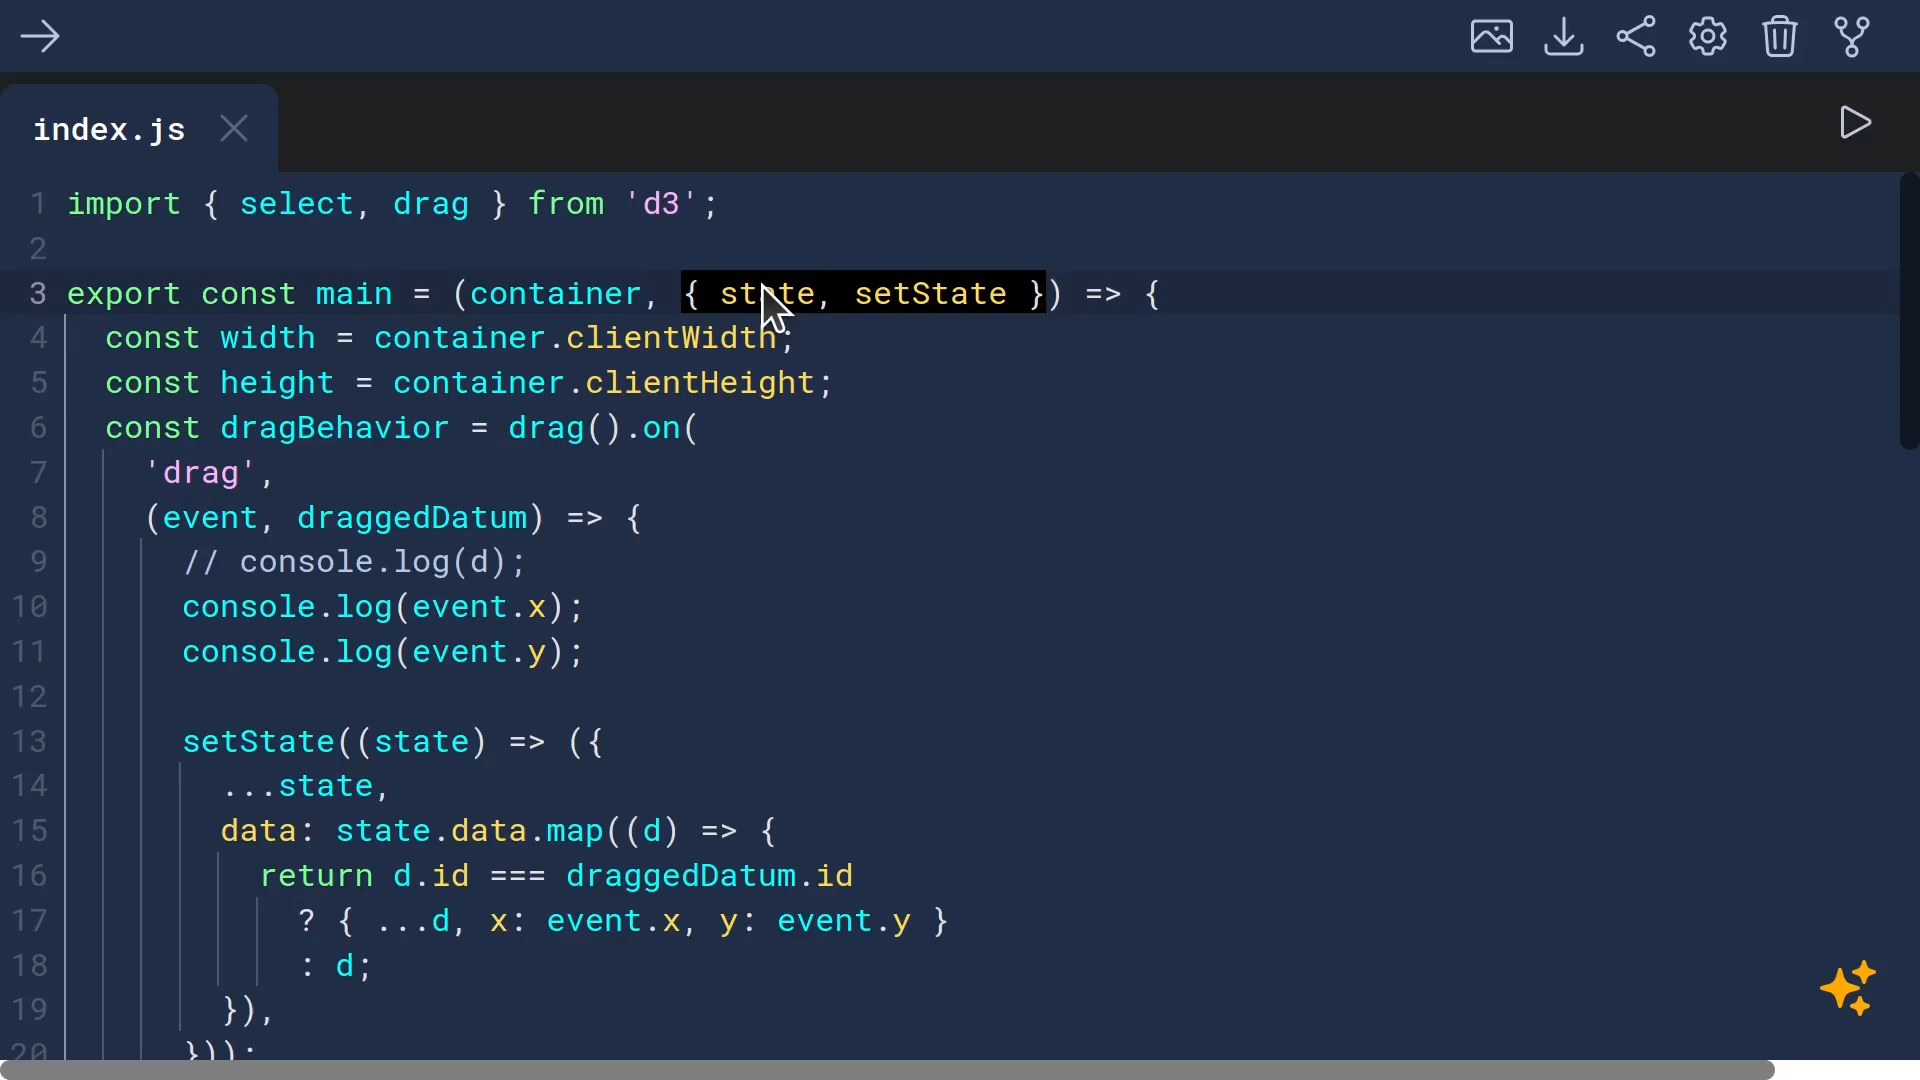 index.js
1 import { select, drag } from 'd3';
2
3 export const main = (container, { state, setState }) => {
4 const width = container.clientWidth;
5 const height = container.clientHeight;
6 const dragBehavior = drag().on(
7 'drag',
8 (event, draggedDatum) => {
9 // console.log(d);
10 console.log(event.x);
11 console.log(event.y);
12
13 setState((state) => ({
14 ...state,
15 data: state.data.map((d) => {
16 return d.id === draggedDatum.id
17 ? { ...d, x: event.x, y: event.y }
18 : d;
19 }),
20 }));